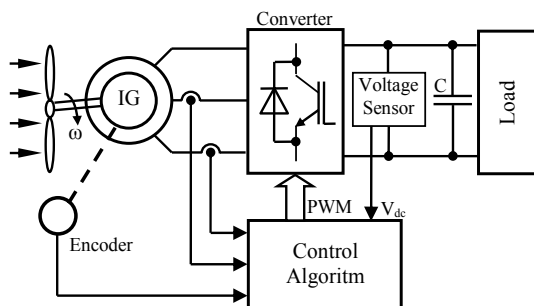 Converter
IG
ω
Voltage
Sensor
C
Load
PWM
V_dc
Encoder
Control
Algoritm